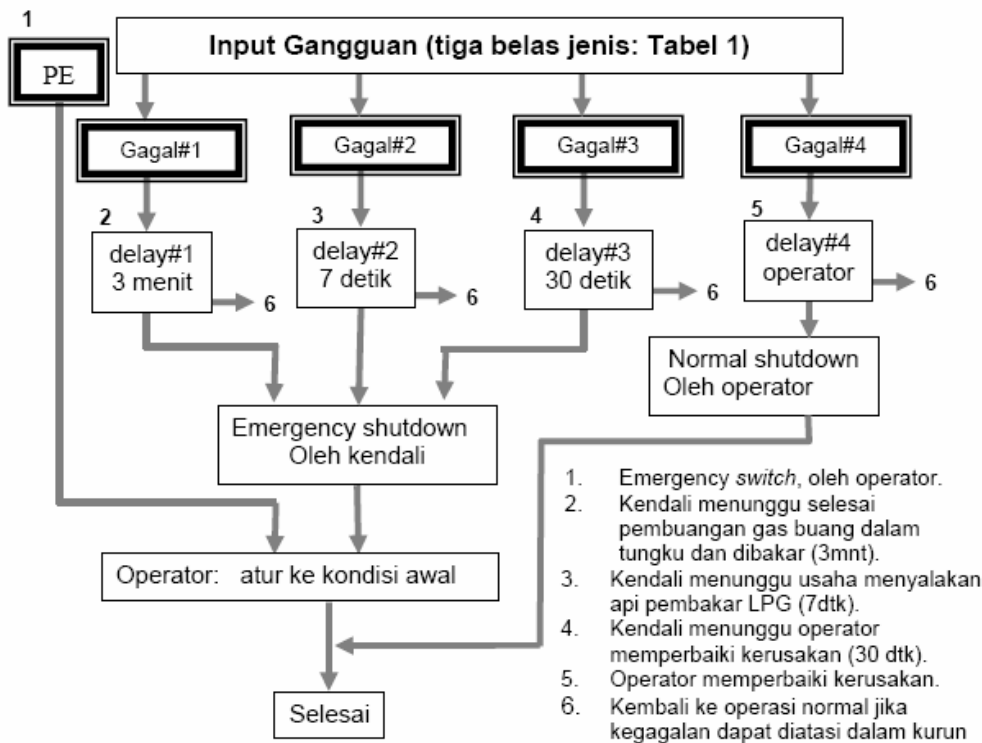 1
PE
Input Gangguan (tiga belas jenis: Tabel 1)
Gagal#1
Gagal#2
Gagal#3
Gagal#4
2
delay#1
3 menit
6
3
delay#2
7 detik
6
4
delay#3
30 detik
6
5
delay#4
operator
6
Normal shutdown
Oleh operator
Emergency shutdown
Oleh kendali
Operator: atur ke kondisi awal
Selesai
1. Emergency switch, oleh operator.
2. Kendali menunggu selesai
pembuangan gas buang dalam
tungku dan dibakar (3mnt).
3. Kendali menunggu usaha menyalakan
api pembakar LPG (7dtk).
4. Kendali menunggu operator
memperbaiki kerusakan (30 dtk).
5. Operator memperbaiki kerusakan.
6. Kembali ke operasi normal jika
kegagalan dapat diatasi dalam kurun